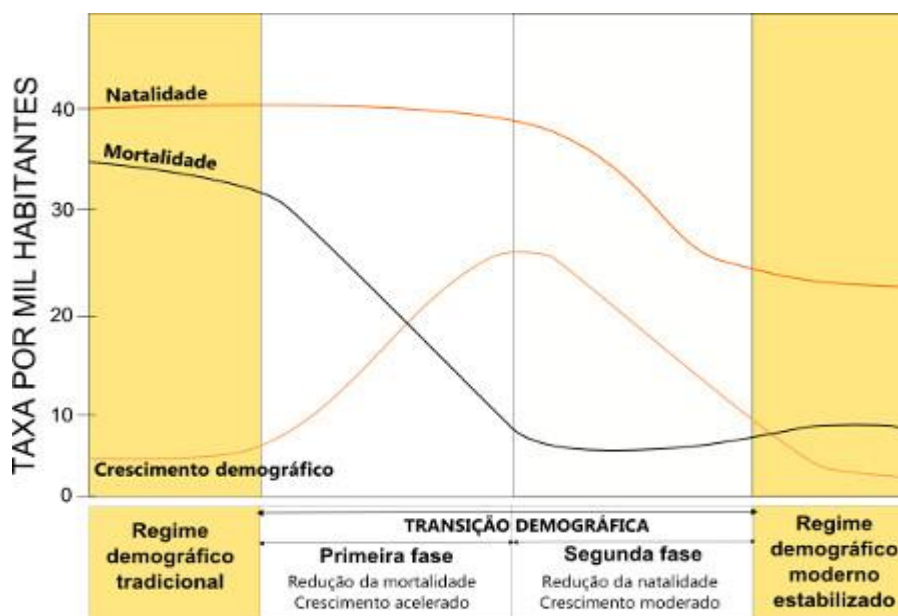 TAXA POR MIL HABITANTES
40
30
20
10
0
Natalidade
Mortalidade
Crescimento demográfico
Regime
demográfico
tradicional
TRANSIÇÃO DEMOGRÁFICA
Primeira fase
Redução da mortalidade
Crescimento acelerado
Segunda fase
Redução da natalidade
Crescimento moderado
Regime
demográfico
moderno
estabilizado